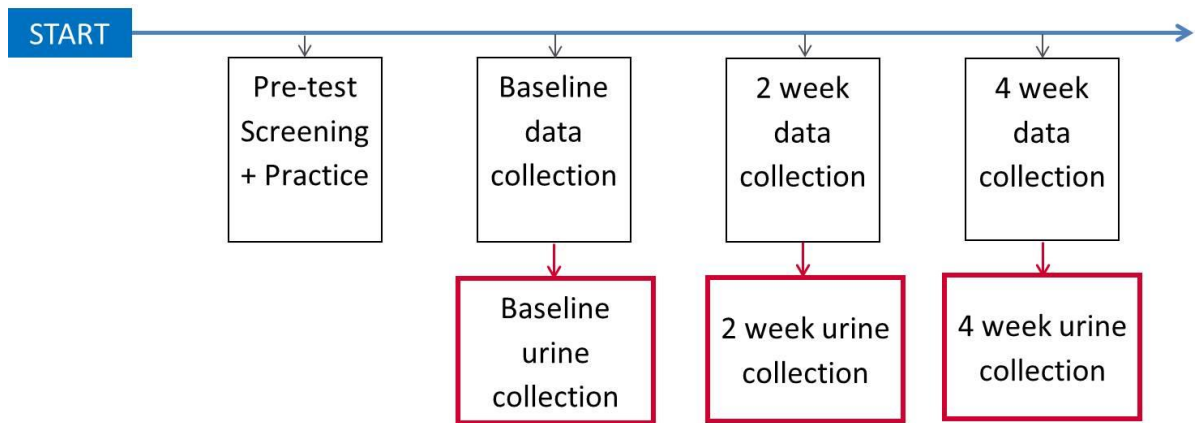 START
Pre-test
Screening
+ Practice
Baseline
data
collection
2 week
data
collection
4 week
data
collection
Baseline
urine
collection
2 week urine
collection
4 week urine
collection